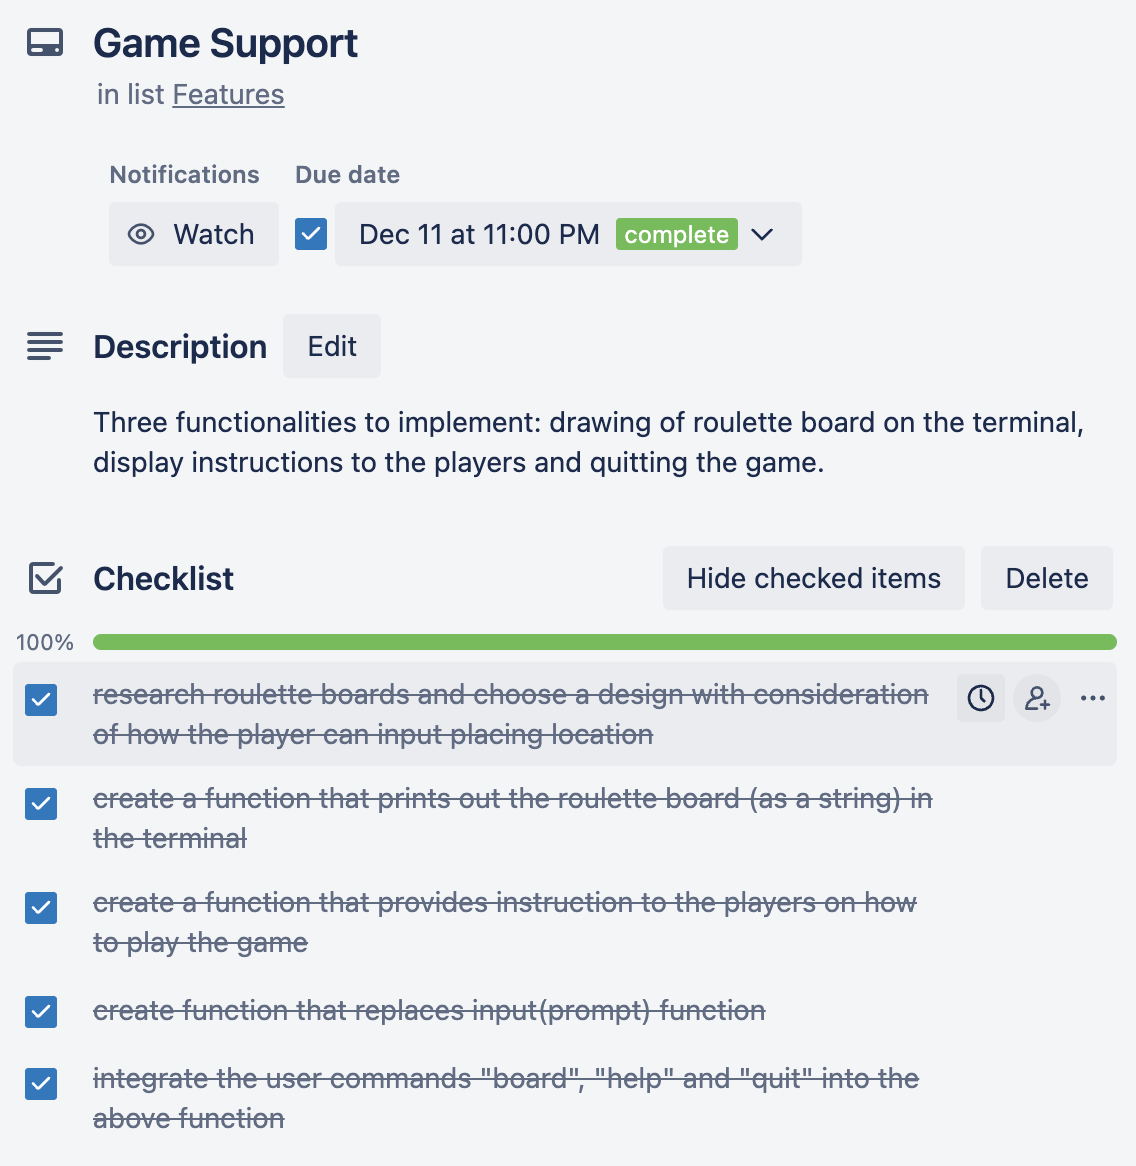 Game Support
in list Features
Notifications Due date
Watch Dec 11 at 11:00 PM complete
Description Edit
Three functionalities to implement: drawing of roulette board on the terminal,
display instructions to the players and quitting the game.
Checklist Hide checked items Delete
100%
research roulette boards and choose a design with consideration
of how the player can input placing location
create a function that prints out the roulette board (as a string) in
the terminal
create a function that provides instruction to the players on how
to play the game
create function that replaces input(prompt) function
integrate the user commands "board", "help" and "quit" into the
above function